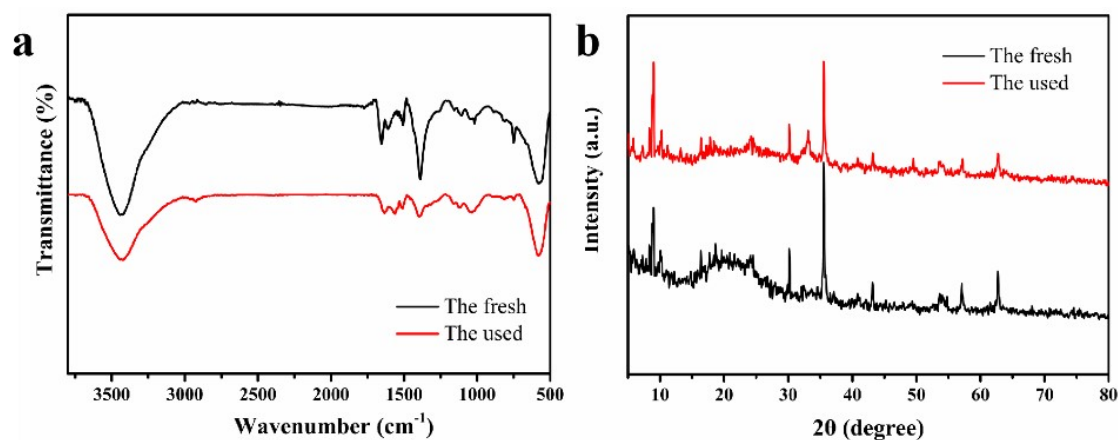 a
Transmittance (%)
The fresh
The used
3500 3000 2500 2000 1500 1000 500
Wavenumber (cm⁻¹)
b
Intensity (a.u.)
The fresh
The used
10 20 30 40 50 60 70 80
2θ (degree)